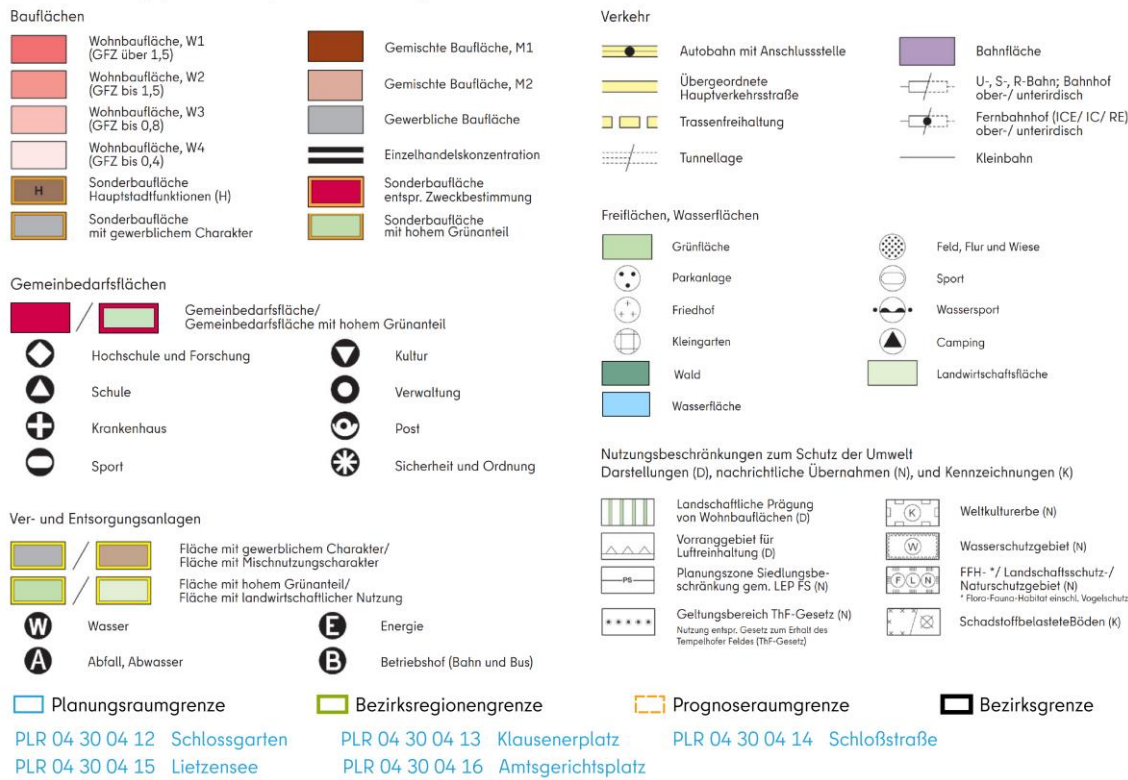 Bauflächen
Wohnbaufläche, W1
(GFZ über 1,5)
Wohnbaufläche, W2
(GFZ bis 1,5)
Wohnbaufläche, W3
(GFZ bis 0,8)
Wohnbaufläche, W4
(GFZ bis 0,4)
H
Sonderbaufläche
Hauptstadtfunktionen (H)
Sonderbaufläche
mit gewerblichem Charakter
Gemischte Baufläche, M1
Gemischte Baufläche, M2
Gewerbliche Baufläche
Einzelhandelskonzentration
Sonderbaufläche
entspr. Zweckbestimmung
Sonderbaufläche
mit hohem Grünanteil
Gemeinbedarfsflächen
/
Gemeinbedarfsfläche/
Gemeinbedarfsfläche mit hohem Grünanteil
Hochschule und Forschung
Schule
Krankenhaus
Sport
Kultur
Verwaltung
Post
Sicherheit und Ordnung
Ver- und Entsorgungsanlagen
/
Fläche mit gewerblichem Charakter/
Fläche mit Mischnutzungscharakter
/
Fläche mit hohem Grünanteil/
Fläche mit landwirtschaftlicher Nutzung
W Wasser
A Abfall, Abwasser
E Energie
B Betriebshof (Bahn und Bus)
Verkehr
Autobahn mit Anschlussstelle
Übergeordnete
Hauptverkehrsstraße
Trassenfreihaltung
Tunnellage
Bahnfläche
U-, S-, R-Bahn; Bahnhof
ober-/ unterirdisch
Fernbahnhof (ICE/ IC/ RE)
ober-/ unterirdisch
Kleinbahn
Freiflächen, Wasserflächen
Grünfläche
Parkanlage
Friedhof
Kleingarten
Wald
Wasserfläche
Feld, Flur und Wiese
Sport
Wassersport
Camping
Landwirtschaftsfläche
Nutzungsbeschränkungen zum Schutz der Umwelt
Darstellungen (D), nachrichtliche Übernahmen (N), und Kennzeichnungen (K)
Landschaftliche Prägung
von Wohnbauflächen (D)
Vorranggebiet für
Luftreinhaltung (D)
PS
Planungszone Siedlungsbe-
schränkung gem. LEP FS (N)
Geltungsbereich ThF-Gesetz (N)
Nutzung entspr. Gesetz zum Erhalt des
Tempelhofer Feldes (ThF-Gesetz)
K Weltkulturerbe (N)
W Wasserschutzgebiet (N)
F L N
FFH- */ Landschaftsschutz-/
Naturschutzgebiet (N)
* Flora-Fauna-Habitat einschl. Vogelschutz
SchadstoffbelasteteBöden (K)
Planungsraumgrenze
Bezirksregionengrenze
Prognoseraumgrenze
Bezirksgrenze
PLR 04 30 04 12 Schlossgarten
PLR 04 30 04 13 Klausenerplatz
PLR 04 30 04 14 Schloßstraße
PLR 04 30 04 15 Lietzensee
PLR 04 30 04 16 Amtsgerichtsplatz